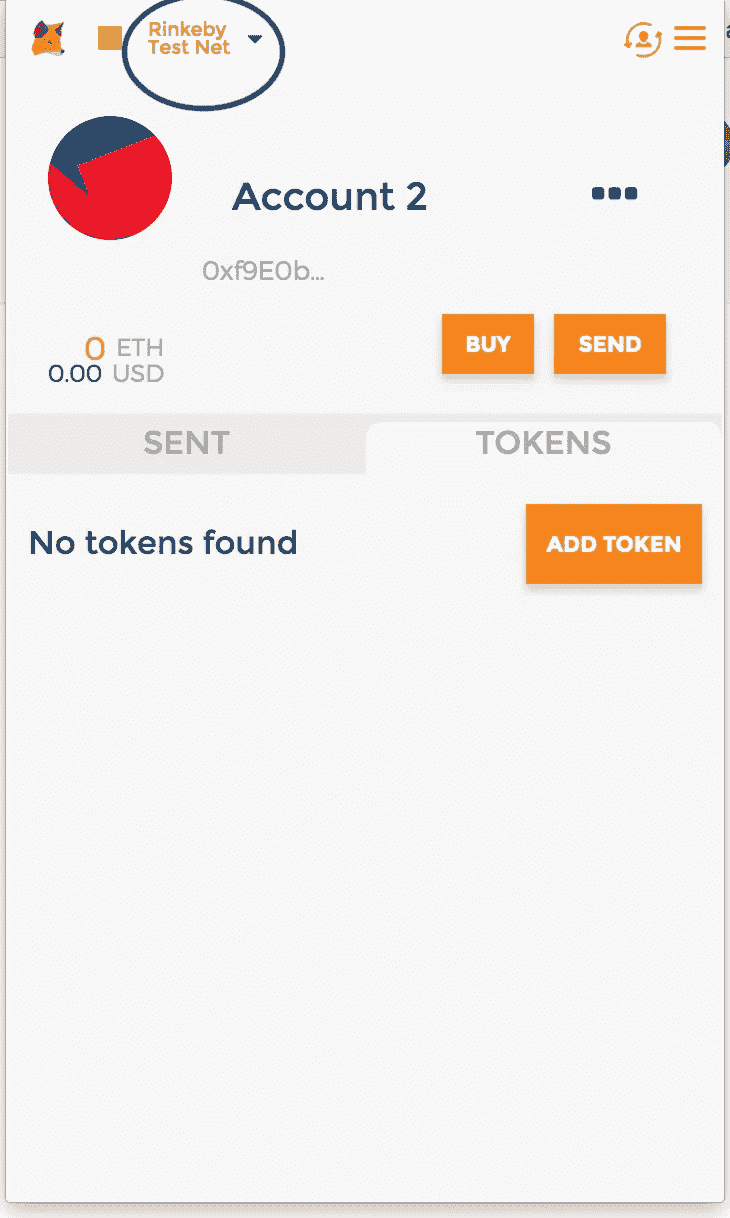 Rinkeby
Test Net
Account 2
0xf9E0b...
0 ETH
0.00 USD
BUY
SEND
SENT
TOKENS
No tokens found
ADD TOKEN